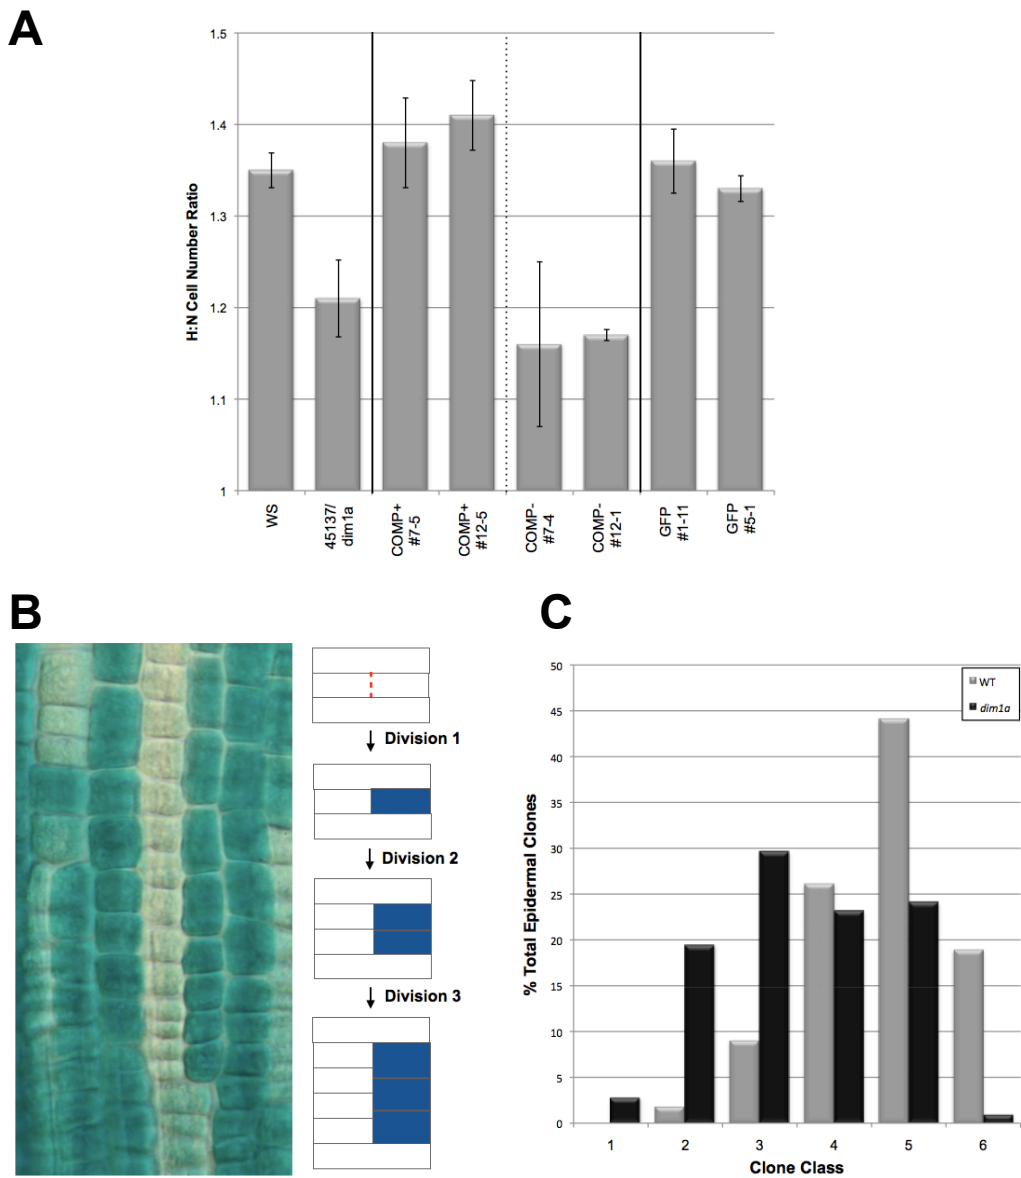 A
1.5
1.4
1.3
1.2
1.1
1
H:N Cell Number Ratio
WS
45137/
dim1a
COMP+
#7-5
COMP+
#12-5
COMP-
#7-4
COMP-
#12-1
GFP
#1-11
GFP
#5-1
B
Division 1
Division 2
Division 3
C
50
45
40
35
30
25
20
15
10
5
0
% Total Epidermal Clones
WT
dim1a
1 2 3 4 5 6
Clone Class